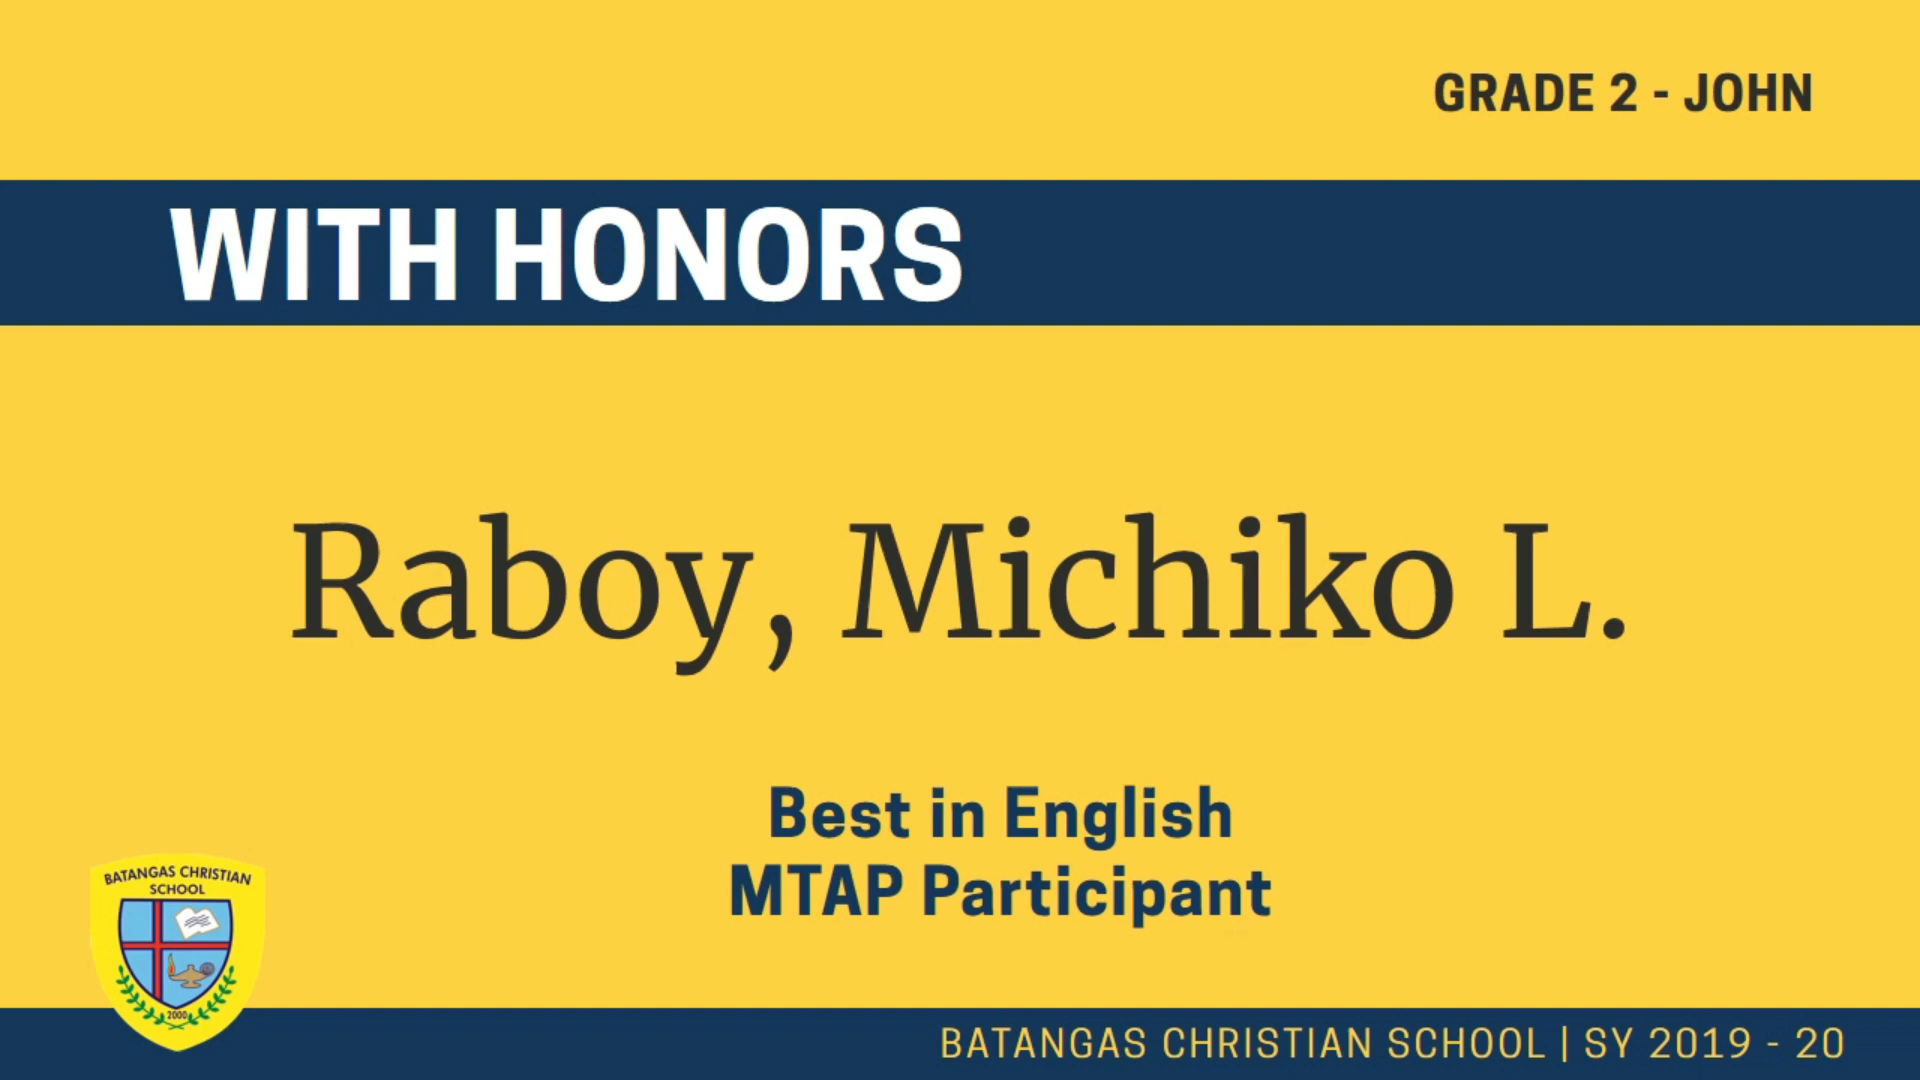 GRADE 2 - JOHN
WITH HONORS
Raboy, Michiko L.
Best in English
MTAP Participant
BATANGAS CHRISTIAN
SCHOOL
2000
BATANGAS CHRISTIAN SCHOOL | SY 2019 - 20